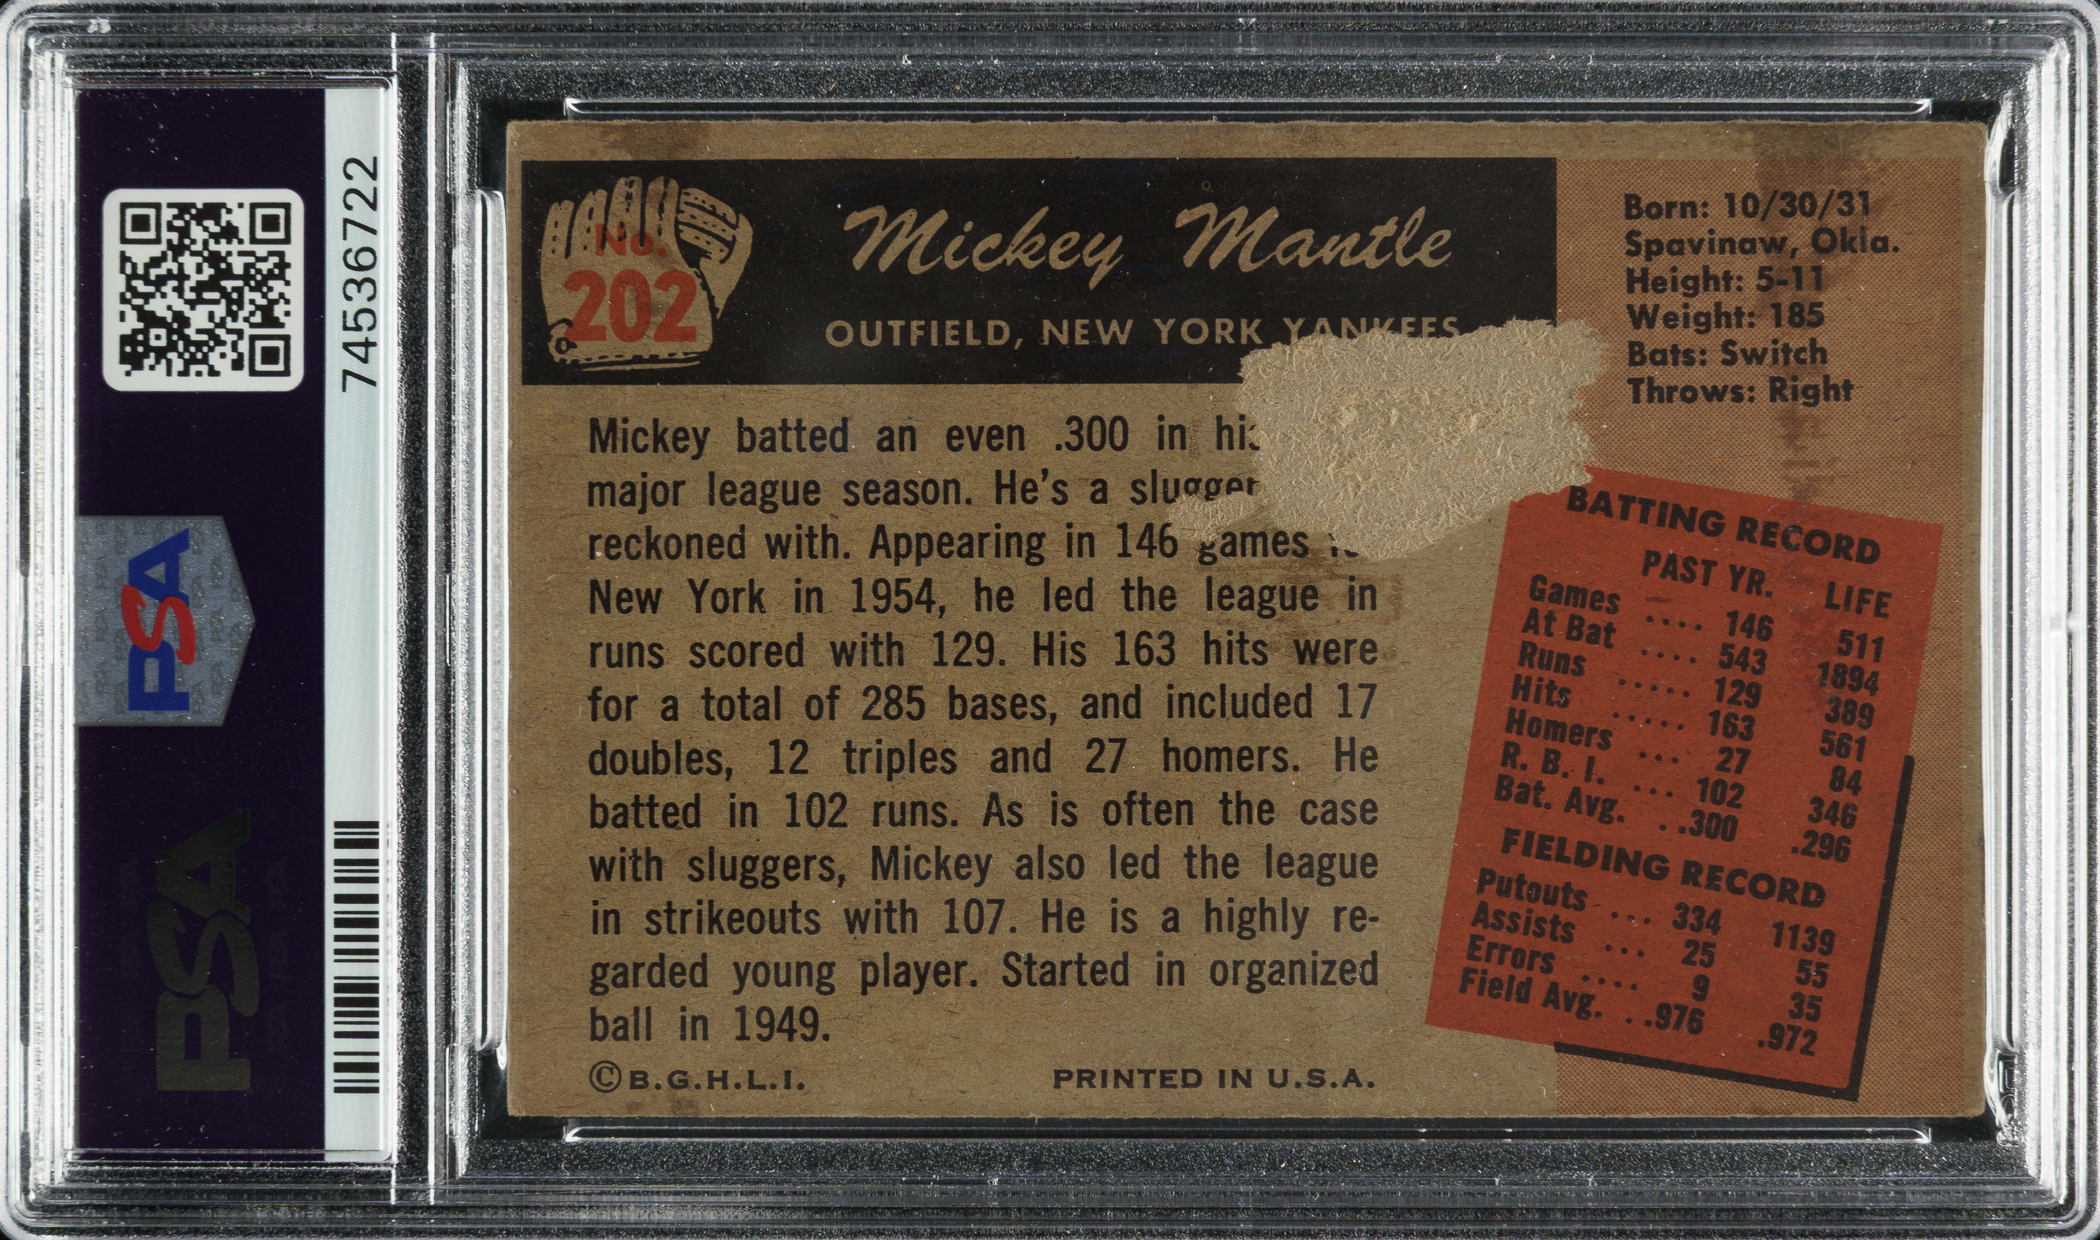 74536722
PSA
PSA
No.
202
Mickey Mantle
OUTFIELD, NEW YORK YANKEES
Born: 10/30/31
Spavinaw, Okla.
Height: 5-11
Weight: 185
Bats: Switch
Throws: Right
Mickey batted an even .300 in his
major league season. He's a slugger
reckoned with. Appearing in 146 games
New York in 1954, he led the league in
runs scored with 129. His 163 hits were
for a total of 285 bases, and included 17
doubles, 12 triples and 27 homers. He
batted in 102 runs. As is often the case
with sluggers, Mickey also led the league
in strikeouts with 107. He is a highly re-
garded young player. Started in organized
ball in 1949.
© B.G.H.L.I. PRINTED IN U.S.A.
BATTING RECORD
PAST YR. LIFE
Games .... 146 511
At Bat .... 543 1894
Runs ..... 129 389
Hits ..... 163 561
Homers ... 27 84
R. B. I. ... 102 346
Bat. Avg. ..300 .296
FIELDING RECORD
Putouts ... 334 1139
Assists ... 25 55
Errors .... 9 35
Field Avg. ..976 .972